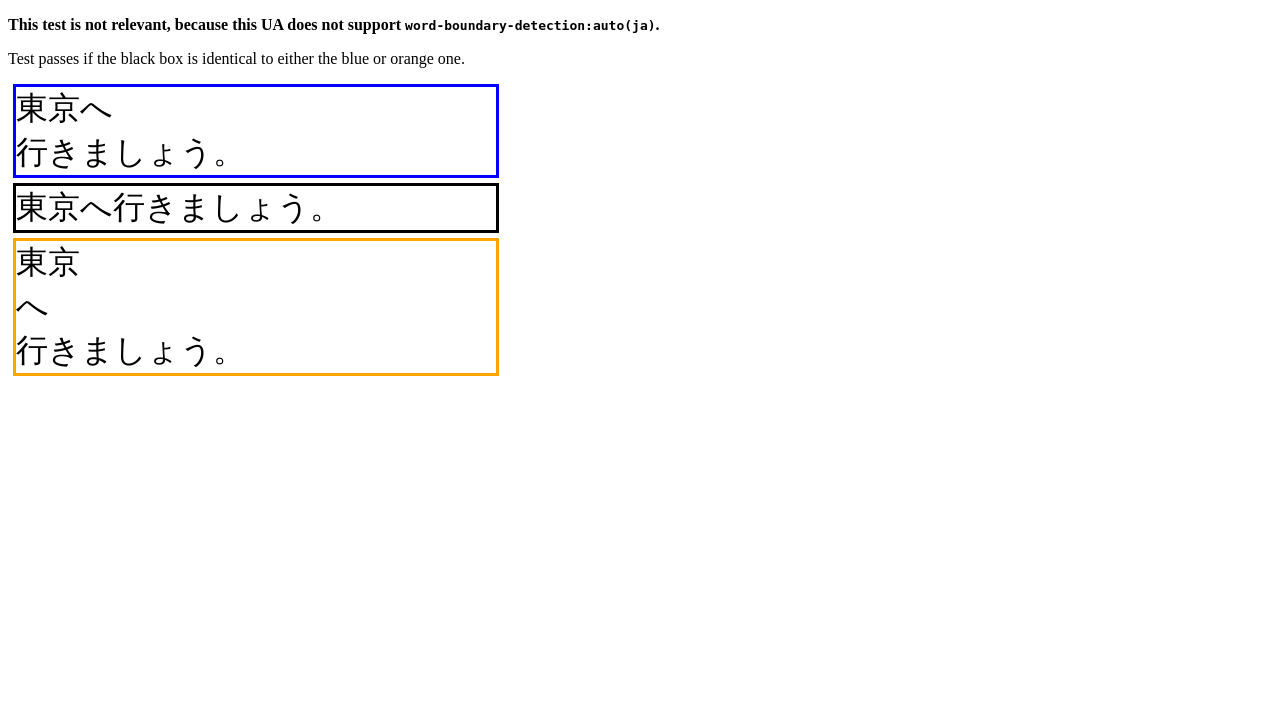 This test is not relevant, because this UA does not support word-boundary-detection:auto(ja).
Test passes if the black box is identical to either the blue or orange one.
東京へ
行きましょう。
東京へ行きましょう。
東京
へ
行きましょう。